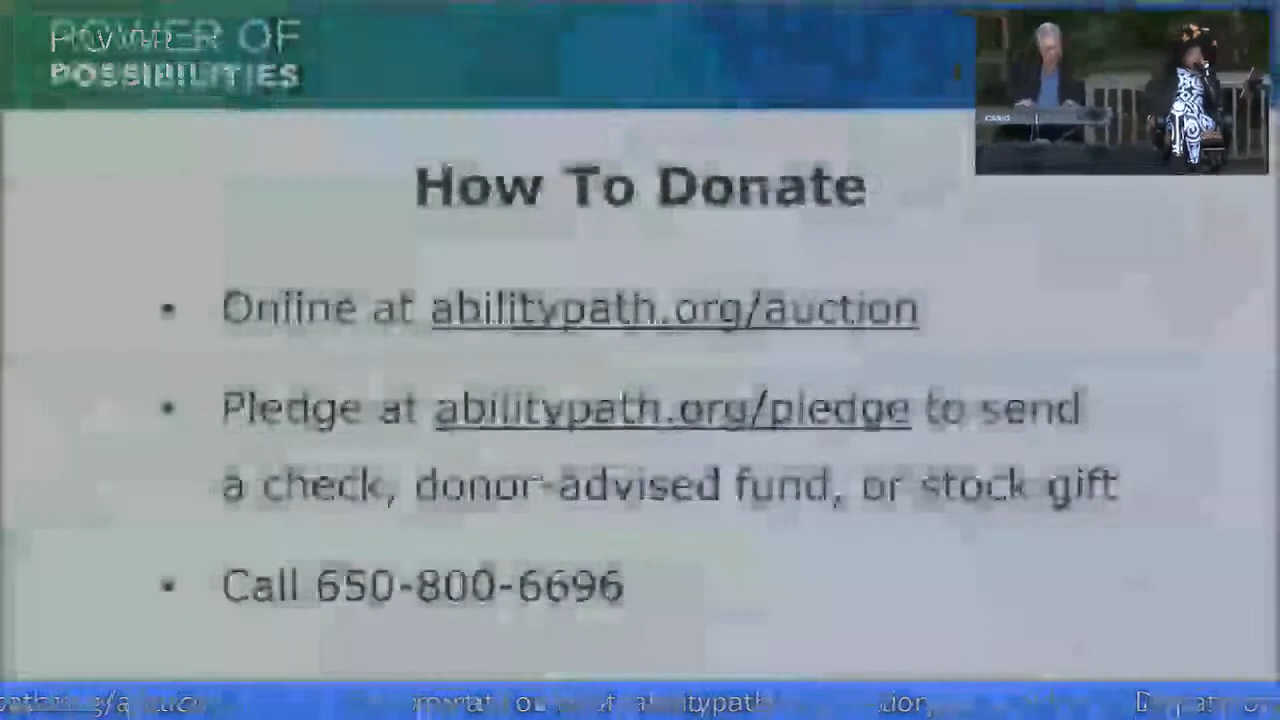 POWER OF
POSSIBILITIES
CASIO
How To Donate
• Online at abilitypath.org/auction
• Pledge at abilitypath.org/pledge to send
a check, donor-advised fund, or stock gift
• Call 650-800-6696